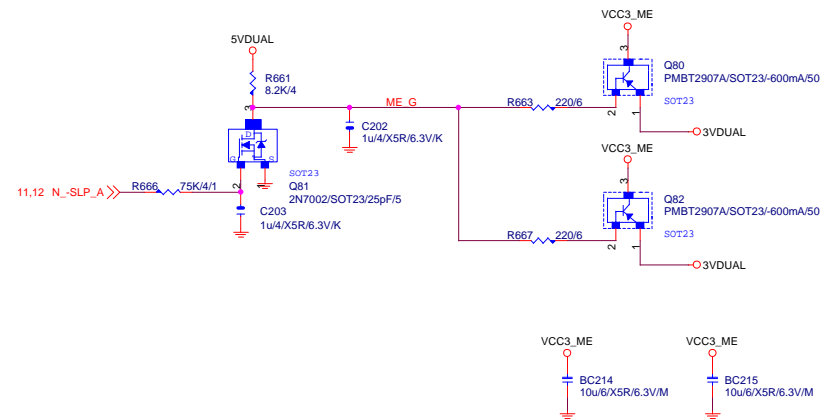 VCC3_ME
3
Q80
PMBT2907A/SOT23/-600mA/50
SOT23
2
1
3VDUAL
5VDUAL
R661
8.2K/4
3
ME_G
R663
220/6
C202
1u/4/X5R/6.3V/K
D
G
S
SOT23
2
1
Q81
2N7002/SOT23/25pF/5
11,12
N_-SLP_A
R666
75K/4/1
C203
1u/4/X5R/6.3V/K
VCC3_ME
3
Q82
PMBT2907A/SOT23/-600mA/50
SOT23
2
1
3VDUAL
R667
220/6
VCC3_ME
BC214
10u/6/X5R/6.3V/M
VCC3_ME
BC215
10u/6/X5R/6.3V/M